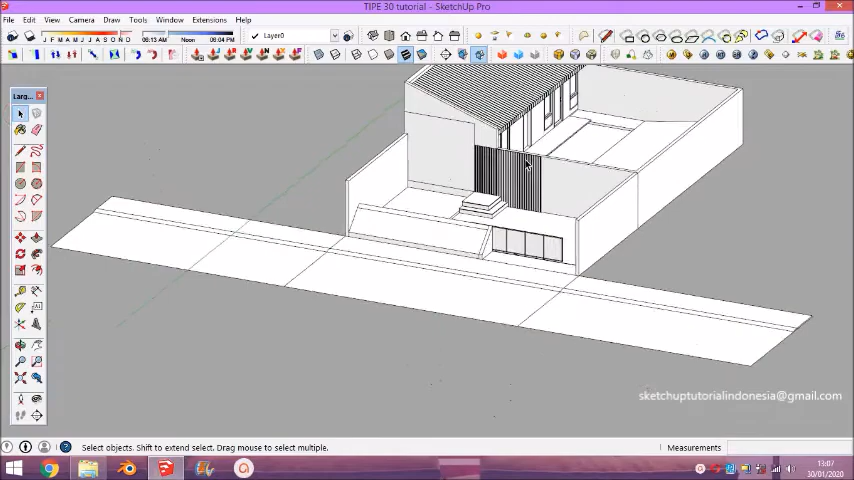 TIPE 30 tutorial - SketchUp Pro
File Edit View Camera Draw Tools Window Extensions Help
J F M A M J J A S O N D 06:13 AM Noon 06:04 PM
Layer0
Larg...
sketchuptutorialindonesia@gmail.com
Select objects. Shift to extend select. Drag mouse to select multiple.
Measurements
13:07
30/01/2020